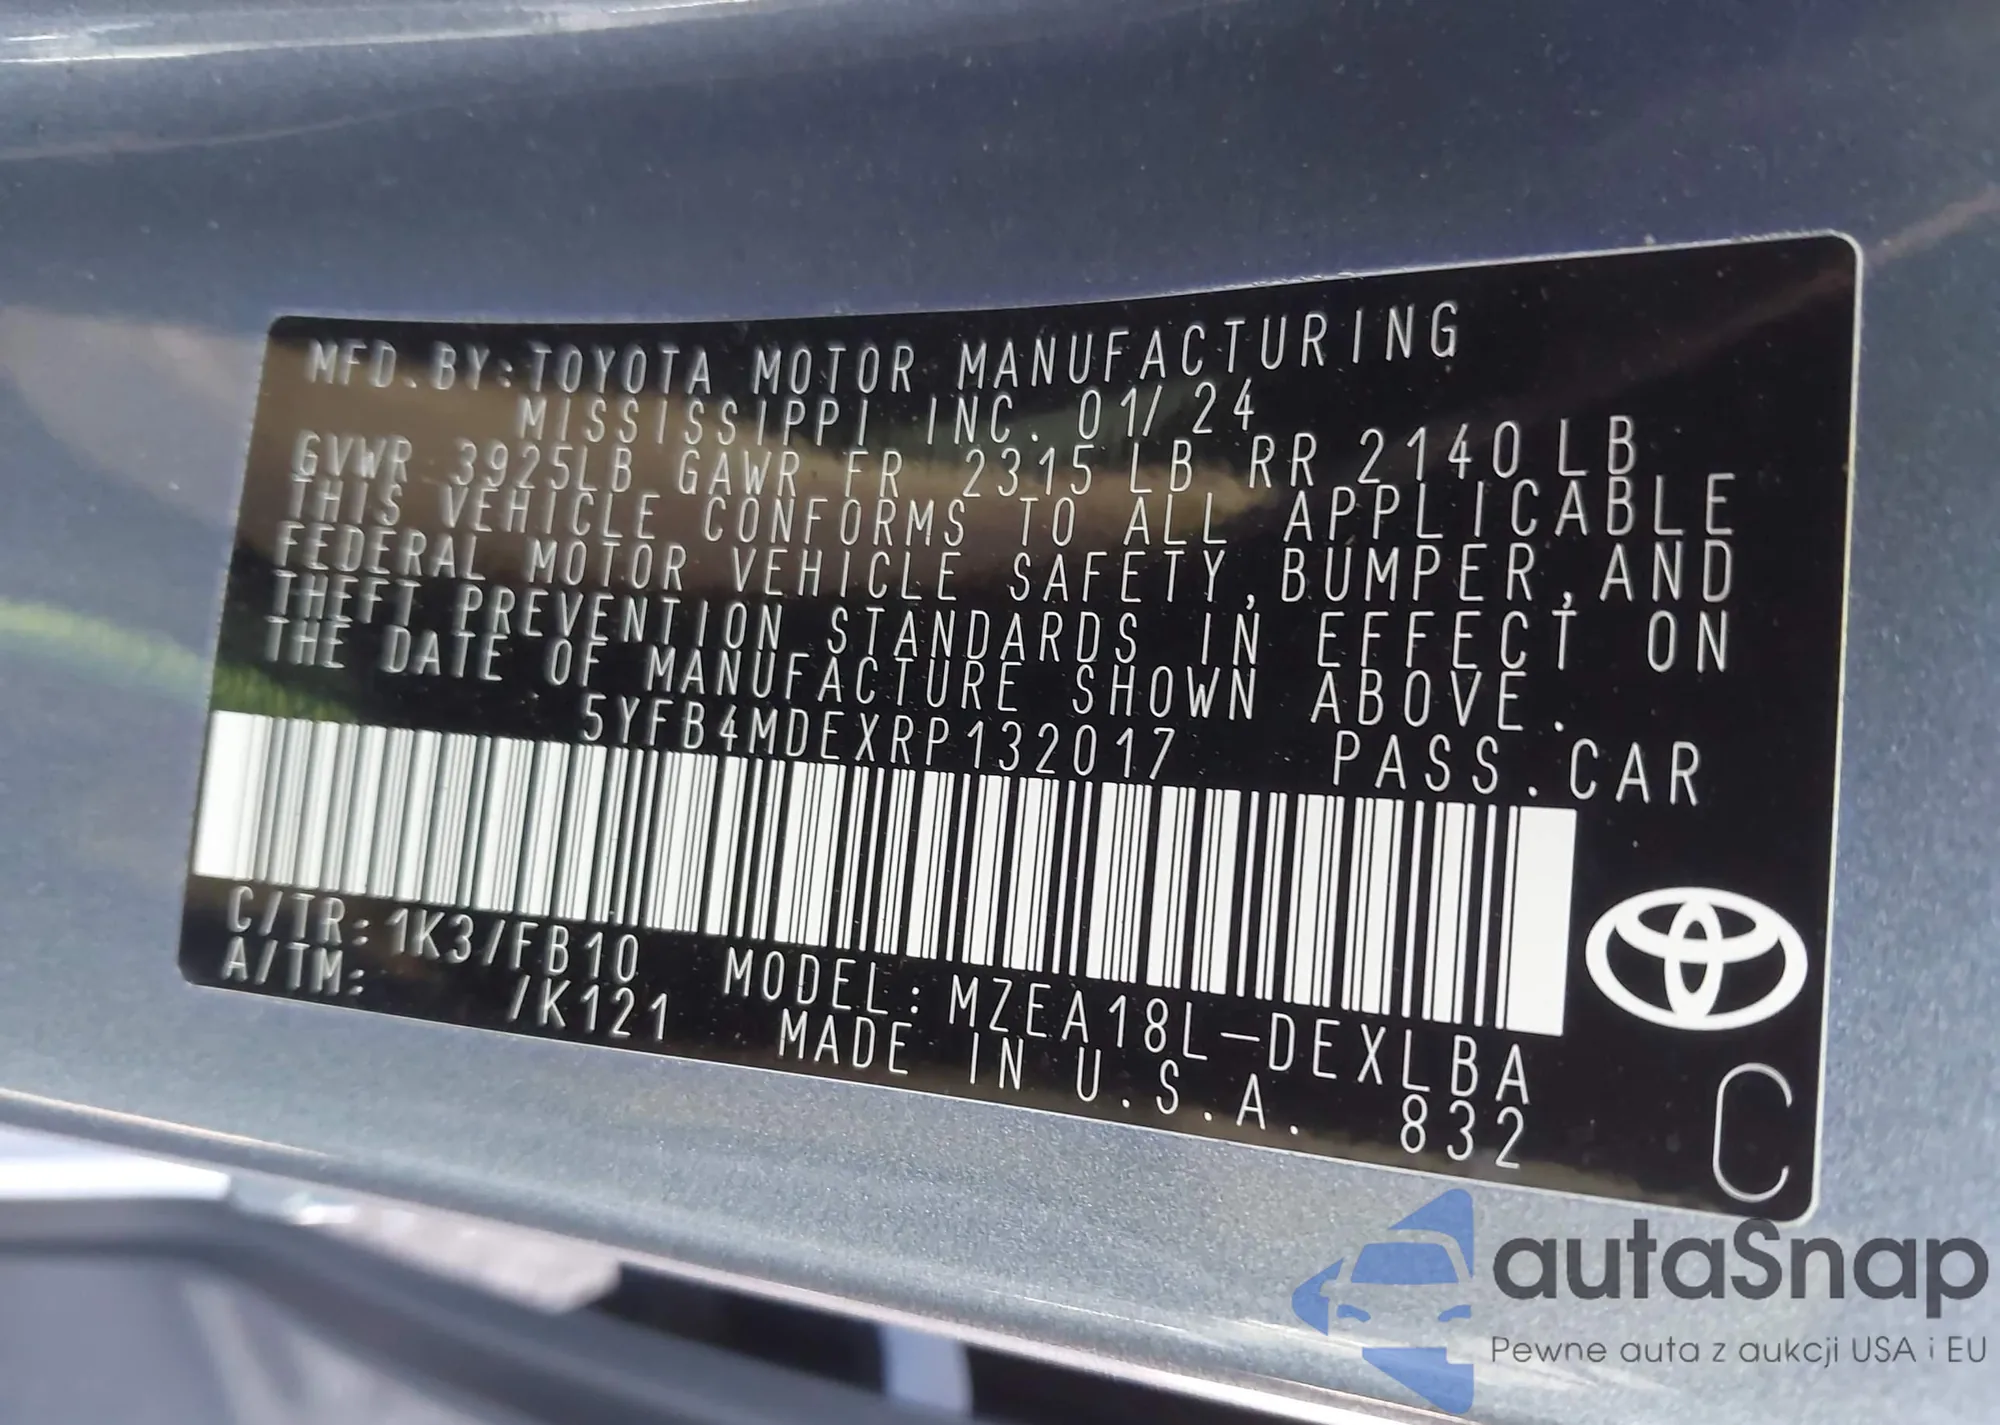 MFD.BY:TOYOTA MOTOR MANUFACTURING
MISSISSIPPI INC. 01/24
GVWR 3925LB GAWR FR 2315LB RR 2140LB
THIS VEHICLE CONFORMS TO ALL APPLICABLE
FEDERAL MOTOR VEHICLE SAFETY,BUMPER,AND
THEFT PREVENTION STANDARDS IN EFFECT ON
THE DATE OF MANUFACTURE SHOWN ABOVE.
5YFB4MDEXRP132017 PASS.CAR
C/TR:1K3/FB10 MODEL:MZEA18L-DEXLBA
A/TM: /K121 MADE IN U.S.A. 832
C
autaSnap
Pewne auta z aukcji USA i EU